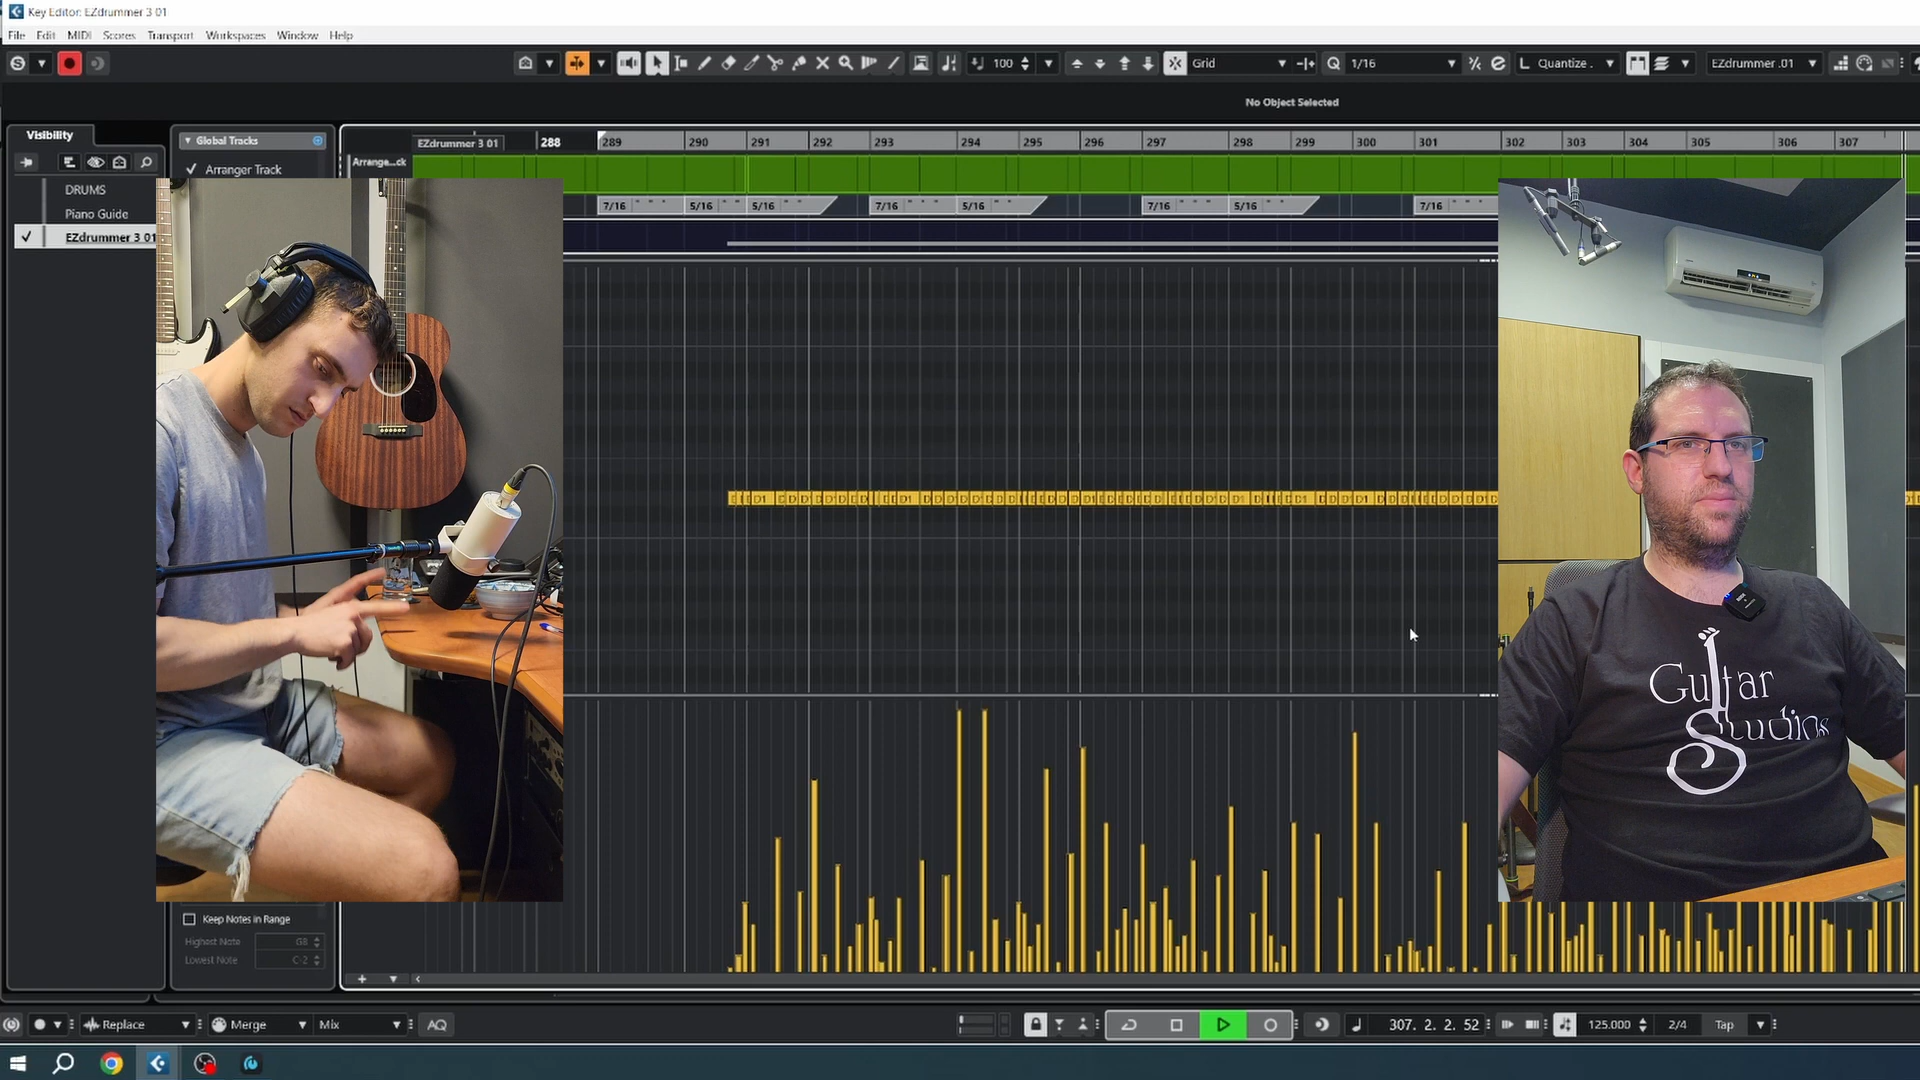 Key Editor: EZdrummer 3 01
File Edit MIDI Scores Transport Workspaces Window Help
100 Grid 1/16 L Quantize . EZdrummer .01
No Object Selected
Visibility
Global Tracks
Arranger Track
DRUMS
Piano Guide
EZdrummer 3 01
EZdrummer 3 01
288 289 290 291 292 293 294 295 296 297 298 299 300 301 302 303 304 305 306 307
Arrange...ck
7/16 5/16 5/16 7/16 5/16 7/16 5/16 7/16
Guitar
Studios
Keep Notes in Range
Highest Note G8
Lowest Note C-2
Replace Merge Mix AQ
307. 2. 2. 52 125.000 2/4 Tap